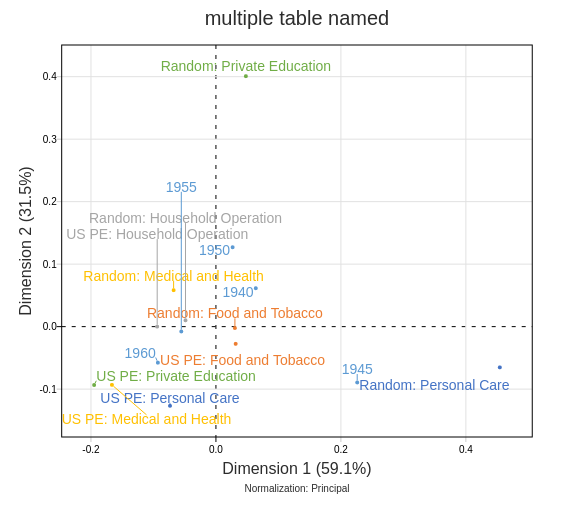 multiple table named
Random: Private Education
0.4
0.3
1955
0.2
Random: Household Operation
US PE: Household Operation
1950
0.1
Random: Medical and Health
1940
Random: Food and Tobacco
0.0
1960
US PE: Food and Tobacco
1945
US PE: Private Education
Random: Personal Care
-0.1
US PE: Personal Care
US PE: Medical and Health
Dimension 2 (31.5%)
-0.2 0.0 0.2 0.4
Dimension 1 (59.1%)
Normalization: Principal